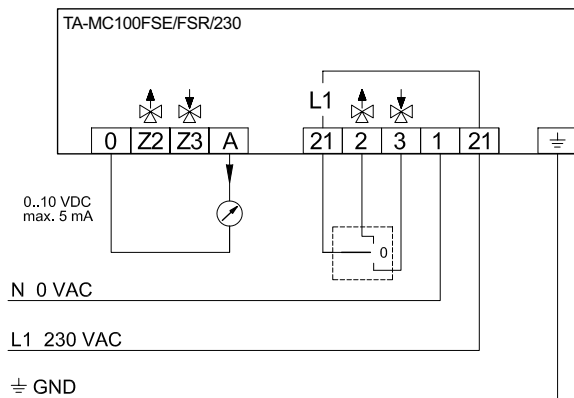 TA-MC100FSE/FSR/230
L1
0 Z2 Z3 A 21 2 3 1 21
0..10 VDC
max. 5 mA
0
N 0 VAC
L1 230 VAC
GND